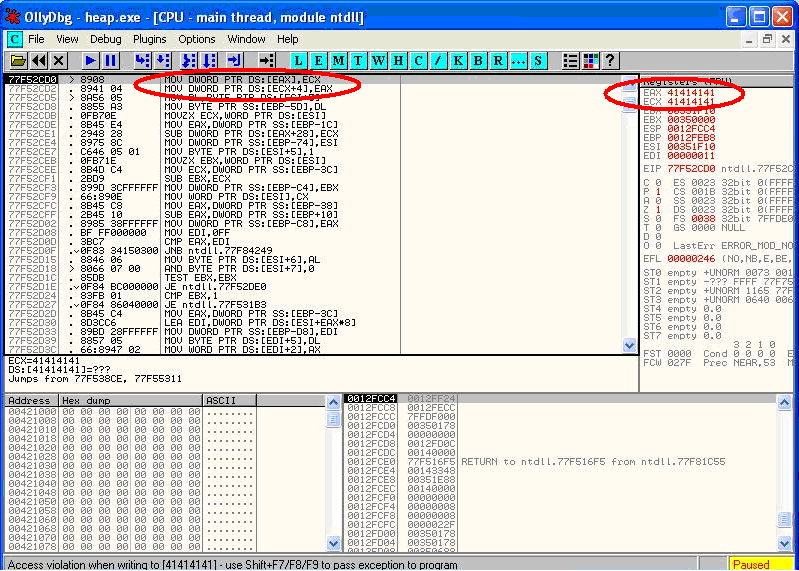 OllyDbg - heap.exe - [CPU - main thread, module ntdll]
C File View Debug Plugins Options Window Help
L E M T W H C / K B R ... S ?
77F52CD0 > 8908 MOV DWORD PTR DS:[EAX],ECX
77F52CD2 . 8941 04 MOV DWORD PTR DS:[ECX+4],EAX
77F52CD5 > 8A56 05
77F52CD8 . 8855 A3 MOV BYTE PTR SS:[EBP-5D],DL
. 0FB70E MOVZX ECX,WORD PTR DS:[ESI]
. 8B45 E4 MOV EAX,DWORD PTR SS:[EBP-1C]
77F52CE1 . 2948 28 SUB DWORD PTR DS:[EAX+28],ECX
77F52CE4 . 8975 8C MOV DWORD PTR SS:[EBP-74],ESI
77F52CE7 . C646 05 01 MOV BYTE PTR DS:[ESI+5],1
77F52CEB . 0FB71E MOVZX EBX,WORD PTR DS:[ESI]
77F52CEE . 8B4D C4 MOV ECX,DWORD PTR SS:[EBP-3C]
77F52CF1 . 2BD9 SUB EBX,ECX
77F52CF3 . 899D 3CFFFFFF MOV DWORD PTR SS:[EBP-C4],EBX
77F52CF9 . 66:890E MOV WORD PTR DS:[ESI],CX
77F52CFC . 8B45 C8 MOV EAX,DWORD PTR SS:[EBP-38]
77F52CFF . 2B45 10 SUB EAX,DWORD PTR SS:[EBP+10]
77F52D02 . 8985 38FFFFFF MOV DWORD PTR SS:[EBP-C8],EAX
77F52D08 . BF FF000000 MOV EDI,0FF
77F52D0D . 3BC7 CMP EAX,EDI
77F52D0F .v0F83 34150300 JNB ntdll.77F84249
77F52D15 . 8846 06 MOV BYTE PTR DS:[ESI+6],AL
77F52D18 > 8066 07 00 AND BYTE PTR DS:[ESI+7],0
77F52D1C . 85DB TEST EBX,EBX
77F52D1E .v0F84 BC000000 JE ntdll.77F52DE0
77F52D24 . 83FB 01 CMP EBX,1
77F52D27 .v0F84 86040000 JE ntdll.77F531B3
77F52D2D . 8B45 C4 MOV EAX,DWORD PTR SS:[EBP-3C]
77F52D30 . 8D3CC6 LEA EDI,DWORD PTR DS:[ESI+EAX*8]
77F52D33 . 89BD 28FFFFFF MOV DWORD PTR SS:[EBP-D8],EDI
77F52D39 . 8857 05 MOV BYTE PTR DS:[EDI+5],DL
77F52D3C . 66:8947 02 MOV WORD PTR DS:[EDI+2],AX
Registers (FPU)
EAX 41414141
ECX 41414141
EBX 00350000
ESP 0012FCC4
EBP 0012FEB8
ESI 00351F10
EDI 00000011
EIP 77F52CD0 ntdll.77F52C
C 0 ES 0023 32bit 0(FFFF
P 1 CS 001B 32bit 0(FFFF
A 0 SS 0023 32bit 0(FFFF
Z 1 DS 0023 32bit 0(FFFF
S 0 FS 0038 32bit 7FFDE0
T 0 GS 0000 NULL
D 0
O 0 LastErr ERROR_MOD_NO
EFL 00000246 (NO,NB,E,BE,
ST0 empty +UNORM 0073 001
ST1 empty -??? FFFF 77F75
ST2 empty +UNORM 1165 77F
ST3 empty +UNORM 0640 006
ST4 empty 0.0
ST5 empty 0.0
ST6 empty 0.0
ST7 empty 0.0
3 2 1 0
FST 0000 Cond 0 0 0 0 E
FCW 027F Prec NEAR,53 M
ECX=41414141
DS:[41414141]=???
Jumps from 77F538CE, 77F55311
Address Hex dump ASCII
00421000 00 00 00 00 00 00 00 00 ........
00421008 00 00 00 00 00 00 00 00 ........
00421010 00 00 00 00 00 00 00 00 ........
00421018 00 00 00 00 00 00 00 00 ........
00421020 00 00 00 00 00 00 00 00 ........
00421028 00 00 00 00 00 00 00 00 ........
00421030 00 00 00 00 00 00 00 00 ........
00421038 00 00 00 00 00 00 00 00 ........
00421040 00 00 00 00 00 00 00 00 ........
00421048 00 00 00 00 00 00 00 00 ........
00421050 00 00 00 00 00 00 00 00 ........
00421058 00 00 00 00 00 00 00 00 ........
00421060 00 00 00 00 00 00 00 00 ........
00421068 00 00 00 00 00 00 00 00 ........
00421070 00 00 00 00 00 00 00 00 ........
00421078 00 00 00 00 00 00 00 00 ........
0012FCC4 0012FF24
0012FCC8 0012FECC
0012FCCC 7FFDF000
0012FCD0 00350178
0012FCD4 00000000
0012FCD8 0012FD0C
0012FCDC 00140000
0012FCE0 77F516F5 RETURN to ntdll.77F516F5 from ntdll.77F81C55
0012FCE4 00143348
0012FCE8 00351E88
0012FCEC 00140000
0012FCF0 00000000
0012FCF4 00000004
0012FCF8 00000000
0012FCFC 0000022F
0012FD00 00350178
0012FD04 00000000
0012FD08 00350688
Access violation when writing to [41414141] - use Shift+F7/F8/F9 to pass exception to program
Paused